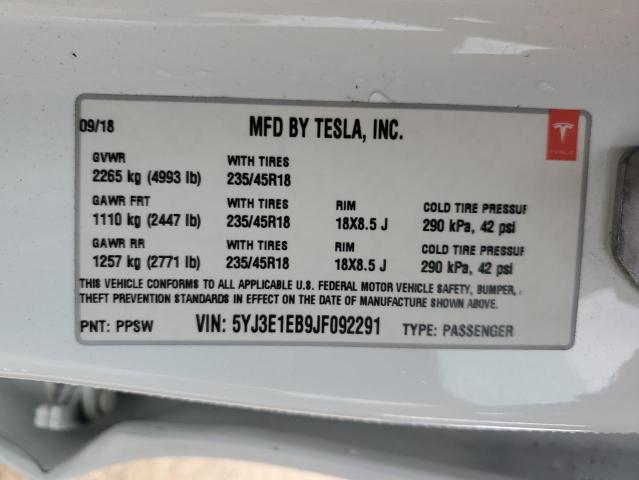 09/18 MFD BY TESLA, INC.
TESLA
GVWR WITH TIRES
2265 kg (4993 lb) 235/45R18
GAWR FRT WITH TIRES RIM COLD TIRE PRESSUR
1110 kg (2447 lb) 235/45R18 18X8.5 J 290 kPa, 42 psi
GAWR RR WITH TIRES RIM COLD TIRE PRESSUF
1257 kg (2771 lb) 235/45R18 18X8.5 J 290 kPa, 42 psi
THIS VEHICLE CONFORMS TO ALL APPLICABLE U.S. FEDERAL MOTOR VEHICLE SAFETY, BUMPER,
THEFT PREVENTION STANDARDS IN EFFECT ON THE DATE OF MANUFACTURE SHOWN ABOVE.
PNT: PPSW VIN: 5YJ3E1EB9JF092291 TYPE: PASSENGER